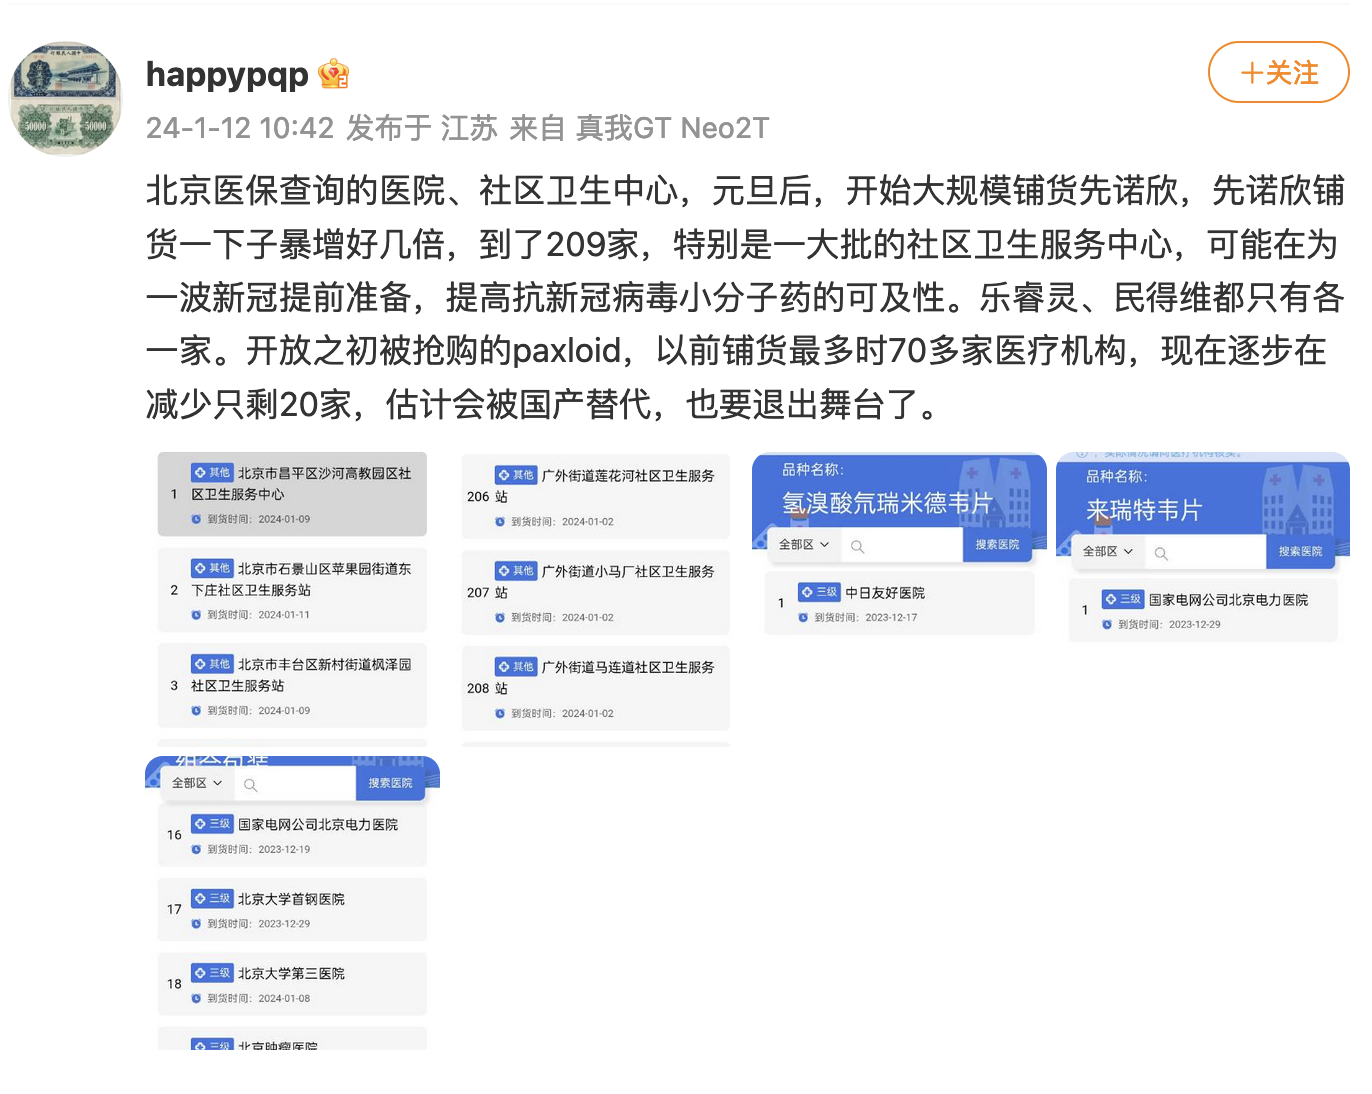 happypqp
+关注
24-1-12 10:42 发布于 江苏 来自 真我GT Neo2T
北京医保查询的医院、社区卫生中心，元旦后，开始大规模铺货先诺欣，先诺欣铺
货一下子暴增好几倍，到了209家，特别是一大批的社区卫生服务中心，可能在为
一波新冠提前准备，提高抗新冠病毒小分子药的可及性。乐睿灵、民得维都只有各
一家。开放之初被抢购的paxloid，以前铺货最多时70多家医疗机构，现在逐步在
减少只剩20家，估计会被国产替代，也要退出舞台了。
其他 北京市昌平区沙河高教园区社
1 区卫生服务中心
到货时间：2024-01-09
其他 北京市石景山区苹果园街道东
2 下庄社区卫生服务站
到货时间：2024-01-11
其他 北京市丰台区新村街道枫泽园
3 社区卫生服务站
到货时间：2024-01-09
其他 广外街道莲花河社区卫生服务
206 站
到货时间：2024-01-02
其他 广外街道小马厂社区卫生服务
207 站
到货时间：2024-01-02
其他 广外街道马连道社区卫生服务
208 站
到货时间：2024-01-02
品种名称：
氢溴酸氘瑞米德韦片
全部区 搜索医院
1 三级 中日友好医院
到货时间：2023-12-17
品种名称：
来瑞特韦片
全部区 搜索医院
1 三级 国家电网公司北京电力医院
到货时间：2023-12-29
组合包装
全部区 搜索医院
16 三级 国家电网公司北京电力医院
到货时间：2023-12-19
17 三级 北京大学首钢医院
到货时间：2023-12-29
18 三级 北京大学第三医院
到货时间：2024-01-08
三级 北京肿瘤医院